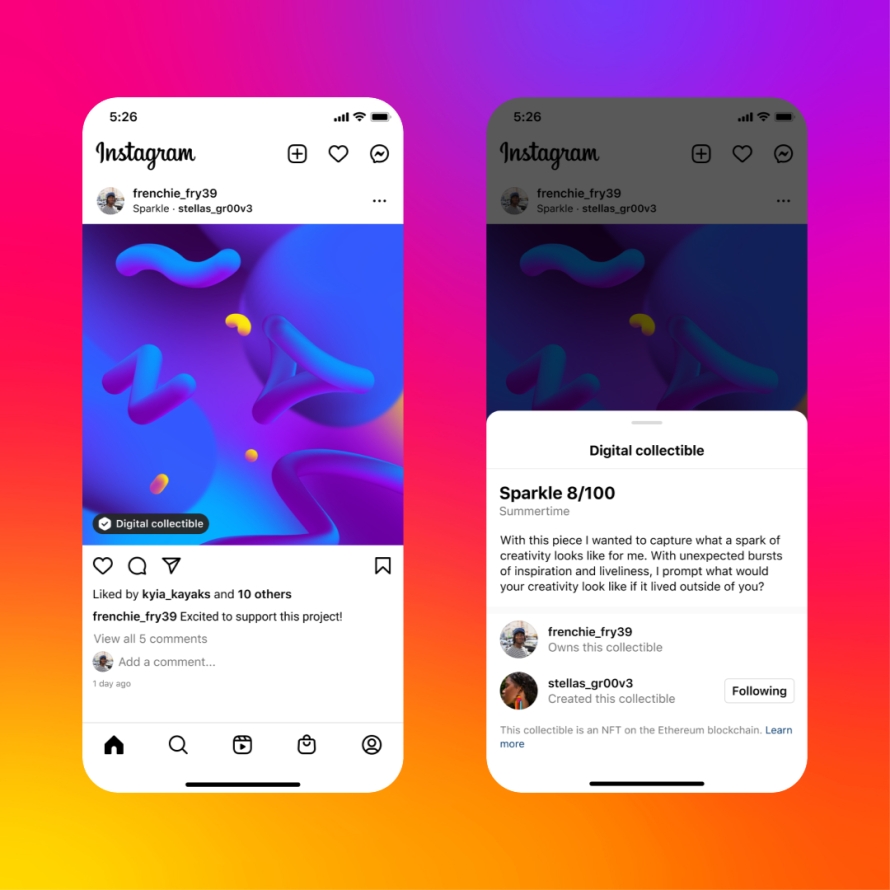 5:26
Instagram
frenchie_fry39
Sparkle · stellas_gr00v3
Digital collectible
Liked by kyia_kayaks and 10 others
frenchie_fry39 Excited to support this project!
View all 5 comments
Add a comment...
1 day ago
5:26
Instagram
frenchie_fry39
Sparkle · stellas_gr00v3
Digital collectible
Sparkle 8/100
Summertime
With this piece I wanted to capture what a spark of
creativity looks like for me. With unexpected bursts
of inspiration and liveliness, I prompt what would
your creativity look like if it lived outside of you?
frenchie_fry39
Owns this collectible
stellas_gr00v3
Created this collectible
Following
This collectible is an NFT on the Ethereum blockchain. Learn
more